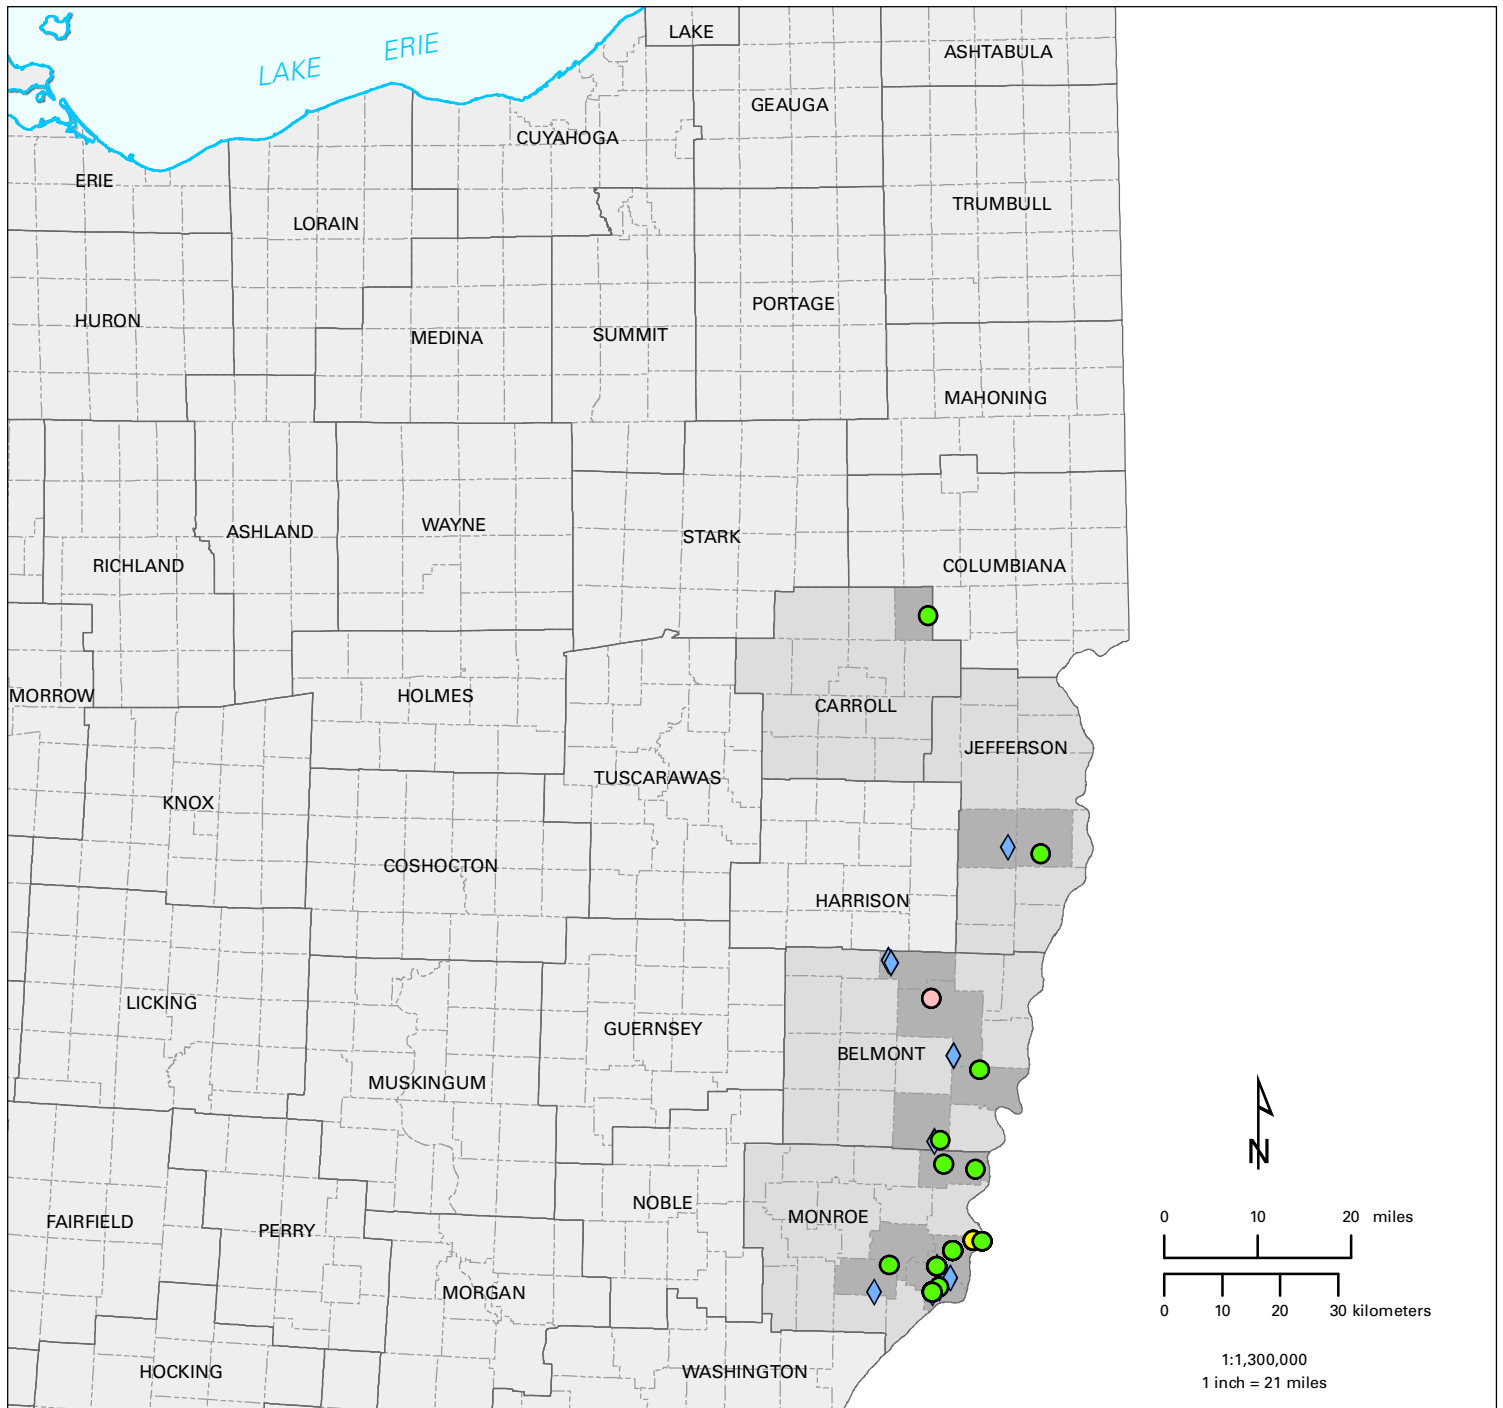 LAKE
ASHTABULA
LAKE ERIE
GEAUGA
CUYAHOGA
ERIE
TRUMBULL
LORAIN
PORTAGE
HURON
SUMMIT
MEDINA
MAHONING
WAYNE
ASHLAND
STARK
RICHLAND
COLUMBIANA
MORROW
HOLMES
CARROLL
JEFFERSON
TUSCARAWAS
KNOX
COSHOCTON
HARRISON
LICKING
GUERNSEY
BELMONT
MUSKINGUM
N
NOBLE
MONROE
0 10 20 miles
FAIRFIELD
PERRY
MORGAN
0 10 20 30 kilometers
1:1,300,000
HOCKING
WASHINGTON
1 inch = 21 miles